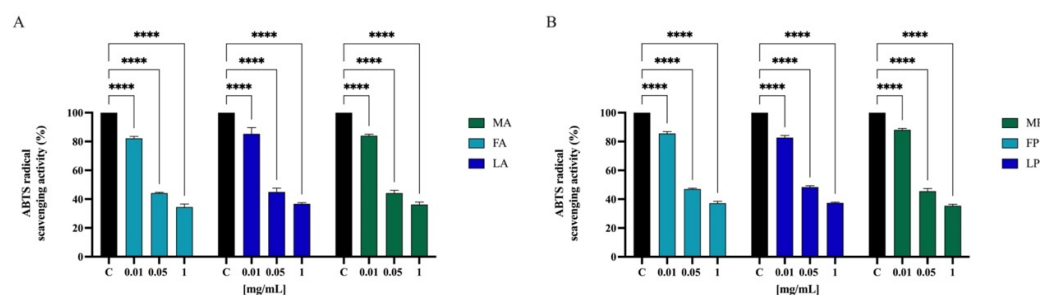 A
****
****
****
****
****
****
****
****
****
100
80
60
40
20
0
ABTS radical
scavenging activity (%)
C 0.01 0.05 1
C 0.01 0.05 1
C 0.01 0.05 1
[mg/mL]
MA
FA
LA
B
****
****
****
****
****
****
****
****
****
100
80
60
40
20
0
ABTS radical
scavenging activity (%)
C 0.01 0.05 1
C 0.01 0.05 1
C 0.01 0.05 1
[mg/mL]
FP
LP